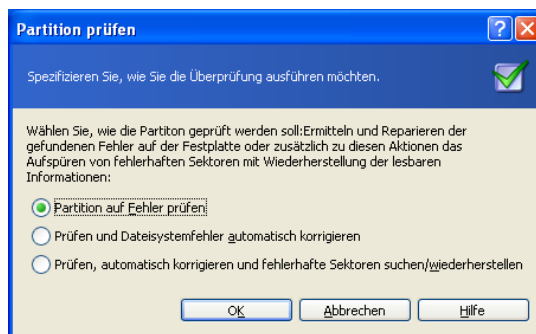 Partition prüfen
Spezifizieren Sie, wie Sie die Überprüfung ausführen möchten.
Wählen Sie, wie die Partiton geprüft werden soll:Ermitteln und Reparieren der
gefundenen Fehler auf der Festplatte oder zusätzlich zu diesen Aktionen das
Aufspüren von fehlerhaften Sektoren mit Wiederherstellung der lesbaren
Informationen:
Partition auf Fehler prüfen
Prüfen und Dateisystemfehler automatisch korrigieren
Prüfen, automatisch korrigieren und fehlerhafte Sektoren suchen/wiederherstellen
OK Abbrechen Hilfe